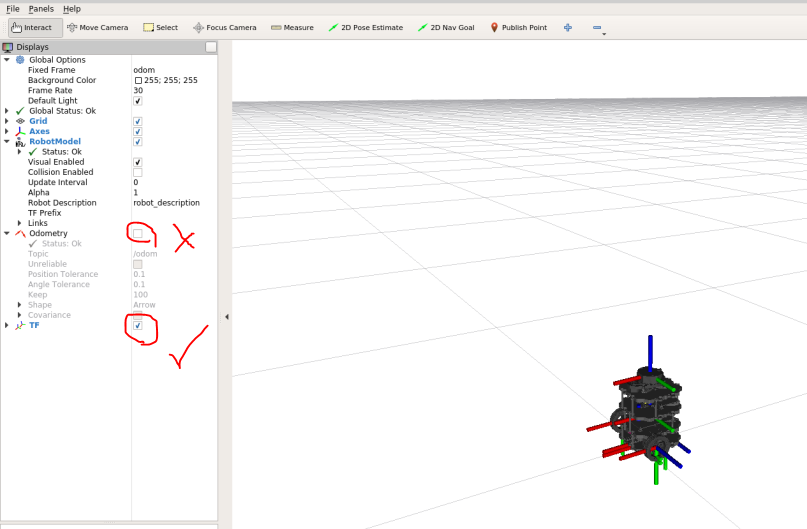 File Panels Help
Interact Move Camera Select Focus Camera Measure 2D Pose Estimate 2D Nav Goal Publish Point
Displays
Global Options
Fixed Frame odom
Background Color 255; 255; 255
Frame Rate 30
Default Light
Global Status: Ok
Grid
Axes
RobotModel
Status: Ok
Visual Enabled
Collision Enabled
Update Interval 0
Alpha 1
Robot Description robot_description
TF Prefix
Links
Odometry
Status: Ok
Topic /odom
Unreliable
Position Tolerance 0.1
Angle Tolerance 0.1
Keep 100
Shape Arrow
Covariance
TF